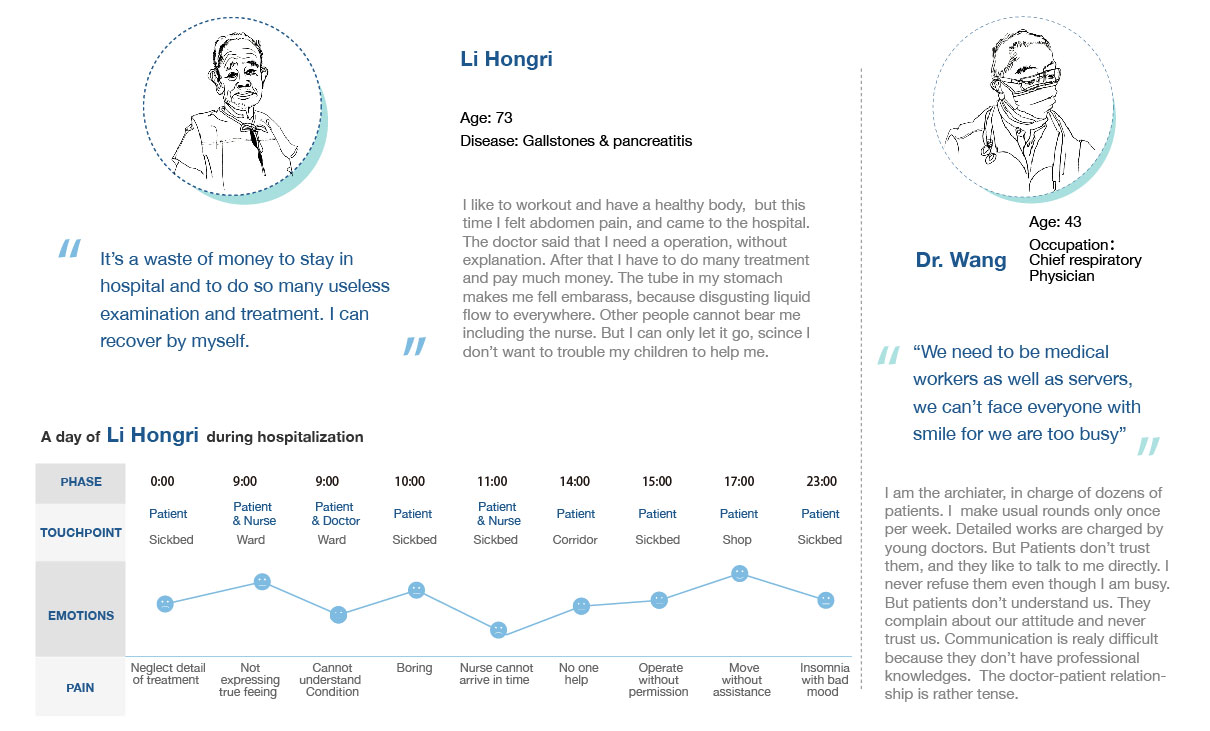 Li Hongri
Age: 73
Disease: Gallstones & pancreatitis
I like to workout and have a healthy body, but this
time I felt abdomen pain, and came to the hospital.
The doctor said that I need a operation, without
explanation. After that I have to do many treatment
and pay much money. The tube in my stomach
makes me fell embarass, because disgusting liquid
flow to everywhere. Other people cannot bear me
including the nurse. But I can only let it go, scince I
don't want to trouble my children to help me.
"
It's a waste of money to stay in
hospital and to do so many useless
examination and treatment. I can
recover by myself.
"
A day of Li Hongri during hospitalization
PHASE 0:00 9:00 9:00 10:00 11:00 14:00 15:00 17:00 23:00
TOUCHPOINT
Patient
Sickbed
Patient
& Nurse
Ward
Patient
& Doctor
Ward
Patient
Sickbed
Patient
& Nurse
Sickbed
Patient
Corridor
Patient
Sickbed
Patient
Shop
Patient
Sickbed
EMOTIONS
PAIN
Neglect detail
of treatment
Not
expressing
true feeing
Cannot
understand
Condition
Boring
Nurse cannot
arrive in time
No one
help
Operate
without
permission
Move
without
assistance
Insomnia
with bad
mood
Dr. Wang
Age: 43
Occupation:
Chief respiratory
Physician
"
"We need to be medical
workers as well as servers,
we can't face everyone with
smile for we are too busy"
"
I am the archiater, in charge of dozens of
patients. I make usual rounds only once
per week. Detailed works are charged by
young doctors. But Patients don't trust
them, and they like to talk to me directly. I
never refuse them even though I am busy.
But patients don't understand us. They
complain about our attitude and never
trust us. Communication is realy difficult
because they don't have professional
knowledges. The doctor-patient relation-
ship is rather tense.